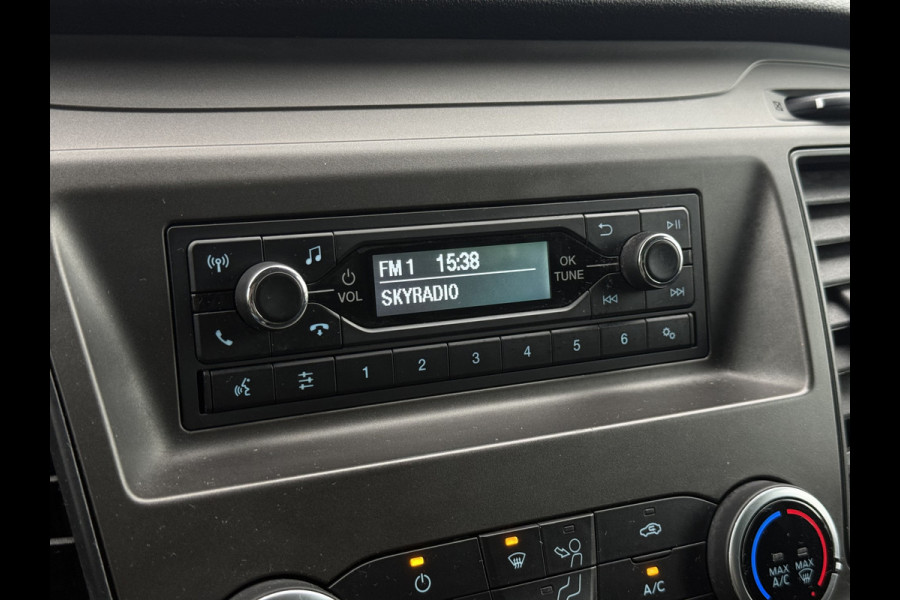 FM 1 15:38
SKYRADIO
VOL
OK
TUNE
1 2 3 4 5 6
A/C
MAX
A/C
MAX